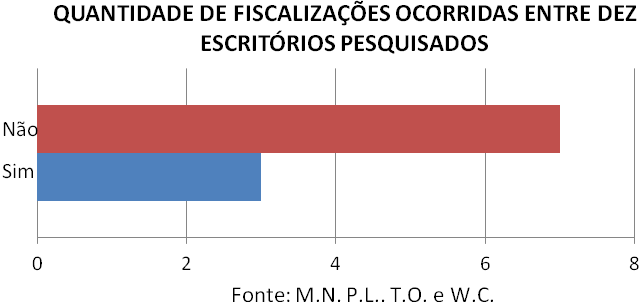 QUANTIDADE DE FISCALIZAÇÕES OCORRIDAS ENTRE DEZ
ESCRITÓRIOS PESQUISADOS
Não
Sim
0 2 4 6 8
Fonte: M.N, P.L., T.O. e W.C.